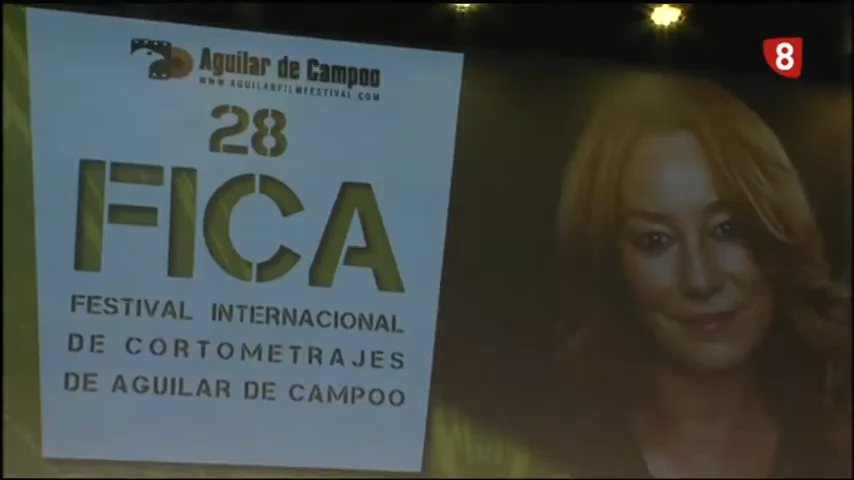 8
Aguilar de Campoo
WWW.AGUILARFILMFESTIVAL.COM
28
FICA
FESTIVAL INTERNACIONAL
DE CORTOMETRAJES
DE AGUILAR DE CAMPOO